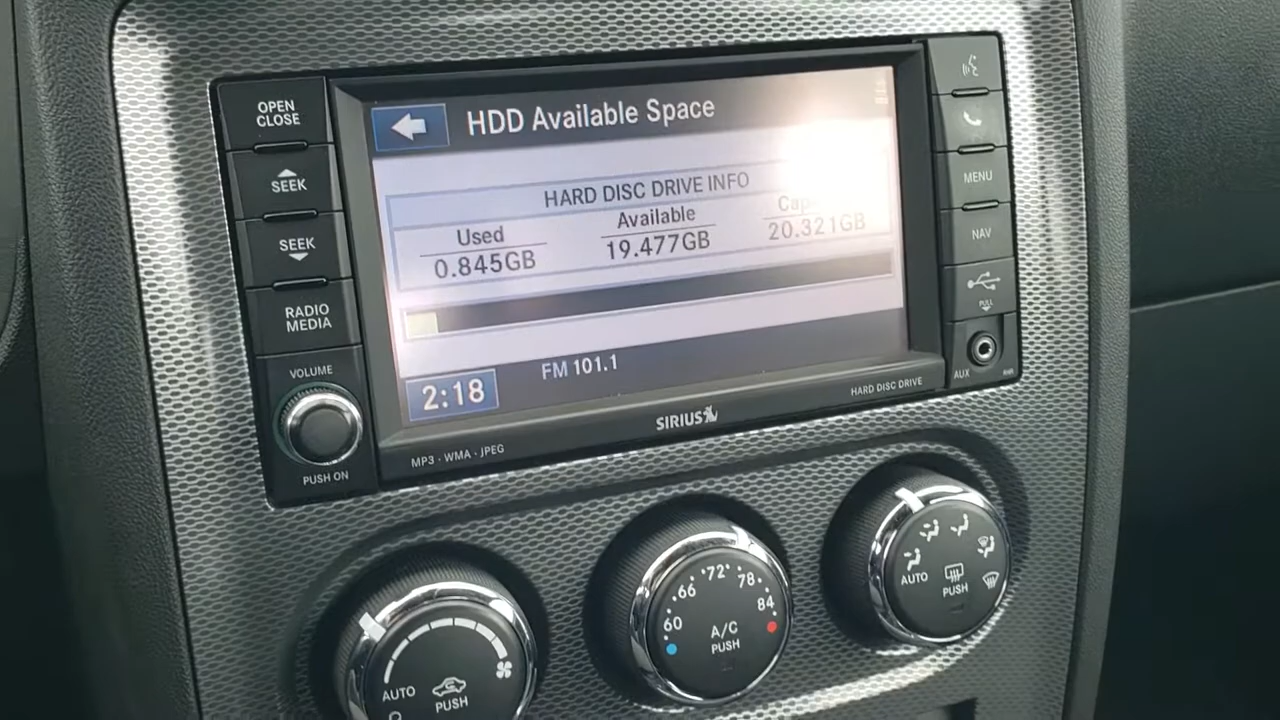 OPEN
CLOSE
SEEK
SEEK
RADIO
MEDIA
VOLUME
PUSH ON
HDD Available Space
HARD DISC DRIVE INFO
Used
Available
0.845GB
19.477GB
20.321GB
2:18
FM 101.1
MP3 · WMA · JPEG
SIRIUS
HARD DISC DRIVE
MENU
NAV
PULL
AUX
AUTO
PUSH
60
66
72
78
84
A/C
PUSH
AUTO
PUSH